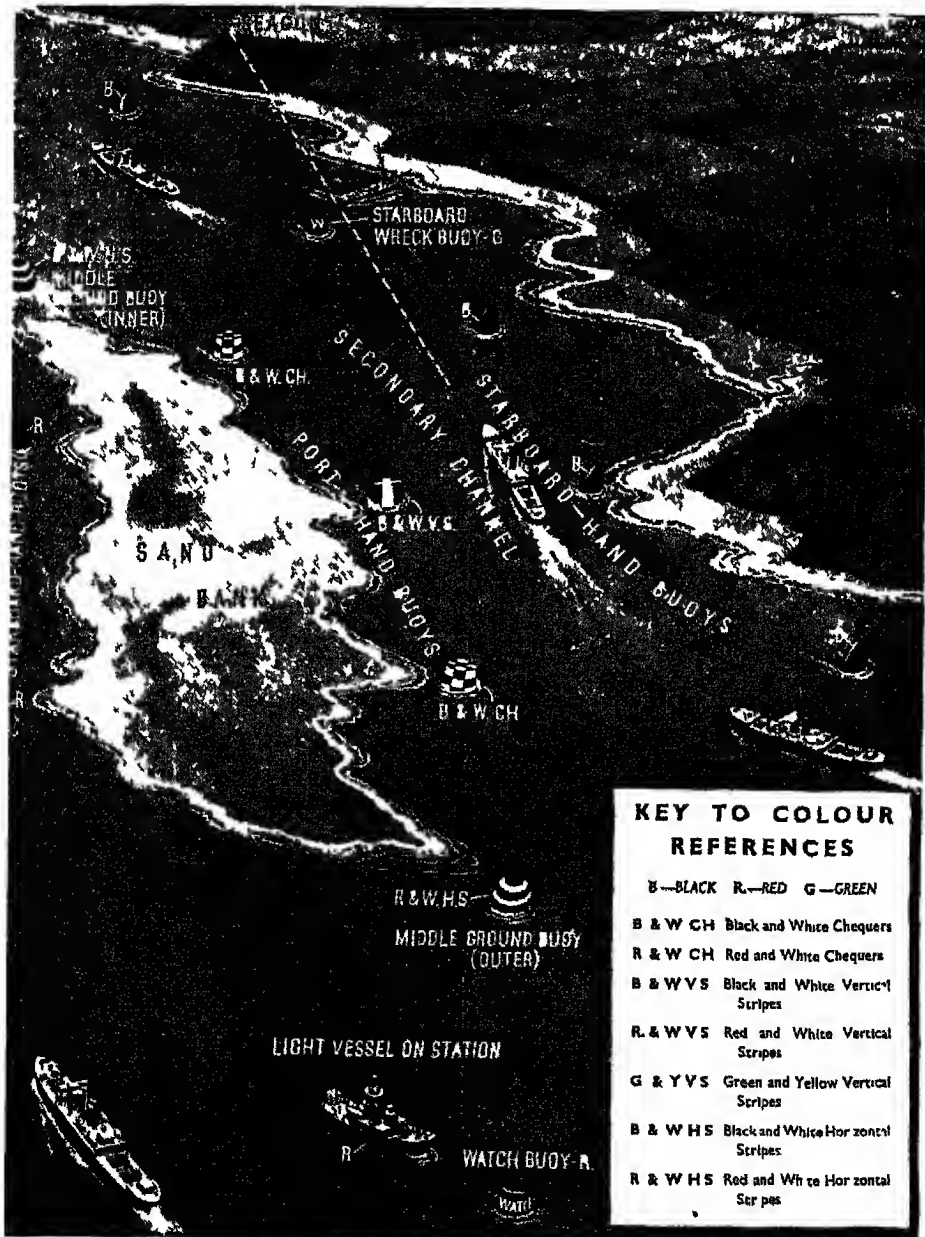 B
STARBOARD
WRECK BUOY-G
W
W.H.S.
BUOY
(INNER)
B
B & W. CH.
SECONDARY CHANNEL
STARBOARD-HAND BUOYS
R
PORT HAND BUOYS
B
B & W.V.S
SAND
BANK
R
B & W. CH
R & W. H.S
MIDDLE GROUND BUOY
(OUTER)
LIGHT VESSEL ON STATION
R
WATCH BUOY-R.
KEY TO COLOUR
REFERENCES
B—BLACK R—RED G—GREEN
B & W CH Black and White Chequers
R & W CH Red and White Chequers
B & W V S Black and White Vertical
Stripes
R & W V S Red and White Vertical
Stripes
G & Y V S Green and Yellow Vertical
Stripes
B & W H S Black and White Horizontal
Stripes
R & W H S Red and White Horizontal
Stripes